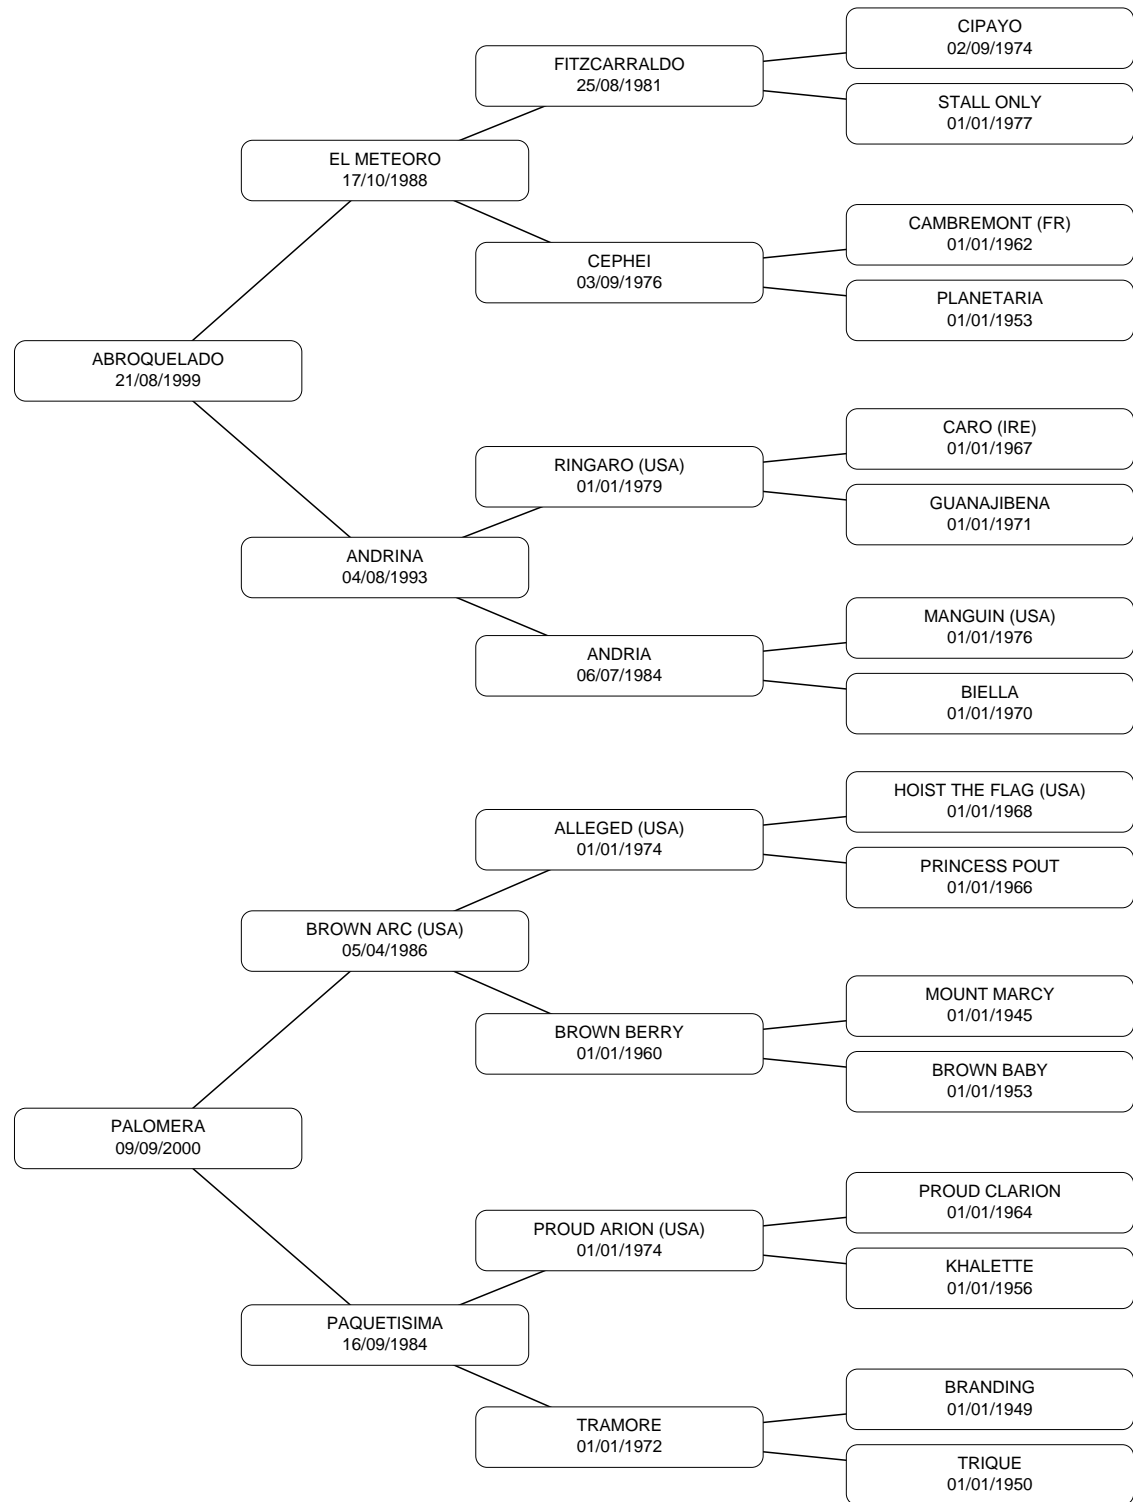 CIPAYO
02/09/1974
FITZCARRALDO
25/08/1981
STALL ONLY
01/01/1977
EL METEORO
17/10/1988
CAMBREMONT (FR)
01/01/1962
CEPHEI
03/09/1976
PLANETARIA
01/01/1953
ABROQUELADO
21/08/1999
CARO (IRE)
01/01/1967
RINGARO (USA)
01/01/1979
GUANAJIBENA
01/01/1971
ANDRINA
04/08/1993
MANGUIN (USA)
01/01/1976
ANDRIA
06/07/1984
BIELLA
01/01/1970
HOIST THE FLAG (USA)
01/01/1968
ALLEGED (USA)
01/01/1974
PRINCESS POUT
01/01/1966
BROWN ARC (USA)
05/04/1986
MOUNT MARCY
01/01/1945
BROWN BERRY
01/01/1960
BROWN BABY
01/01/1953
PALOMERA
09/09/2000
PROUD CLARION
01/01/1964
PROUD ARION (USA)
01/01/1974
KHALETTE
01/01/1956
PAQUETISIMA
16/09/1984
BRANDING
01/01/1949
TRAMORE
01/01/1972
TRIQUE
01/01/1950